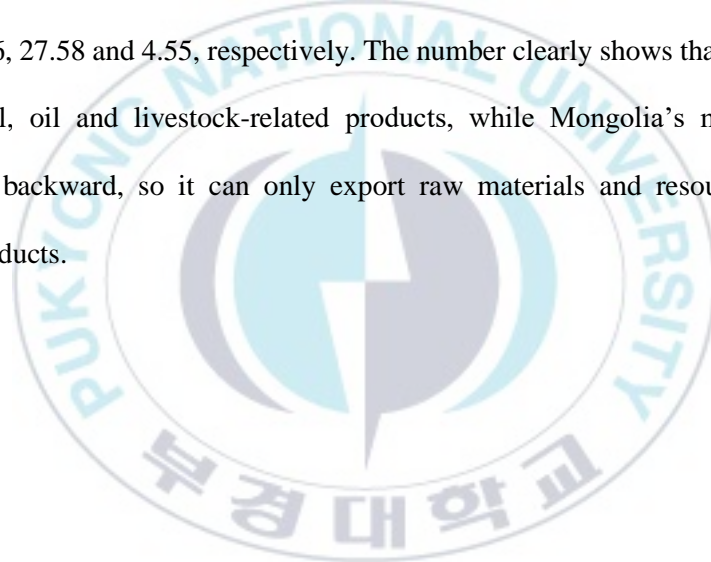 6, 27.58 and 4.55, respectively. The number clearly shows tha
l, oil and livestock-related products, while Mongolia’s m
backward, so it can only export raw materials and resou
ducts.
PUKYONG NATIONAL UNIVERSITY
부경대학교